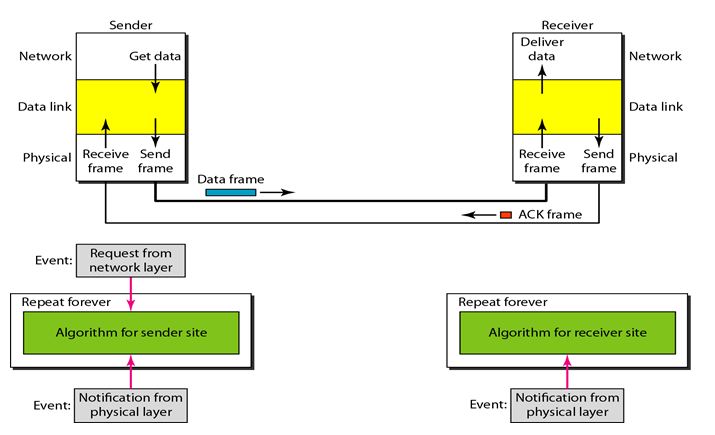 Sender
Receiver
Network
Get data
Deliver
data
Network
Data link
Data link
Physical
Receive
frame
Send
frame
Receive
frame
Send
frame
Physical
Data frame
ACK frame
Event:
Request from
network layer
Repeat forever
Algorithm for sender site
Event:
Notification from
physical layer
Repeat forever
Algorithm for receiver site
Event:
Notification from
physical layer